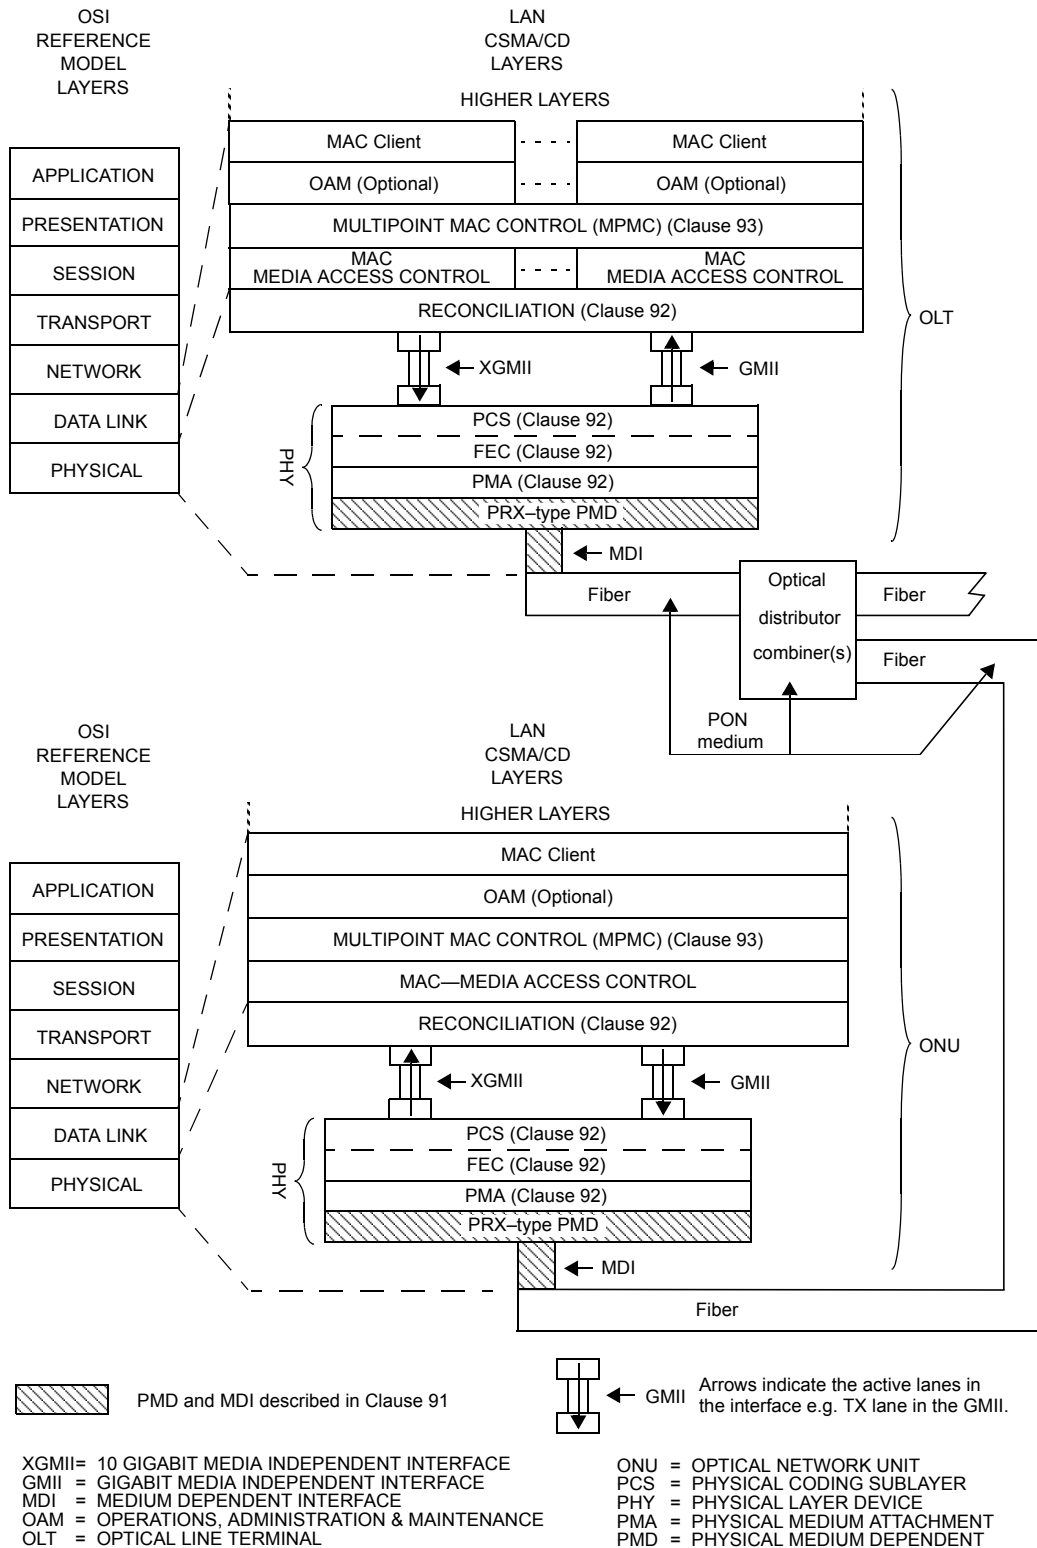 OSI
REFERENCE
MODEL
LAYERS
LAN
CSMA/CD
LAYERS
HIGHER LAYERS
APPLICATION
PRESENTATION
SESSION
TRANSPORT
NETWORK
DATA LINK
PHYSICAL
MAC Client
MAC Client
OAM (Optional)
OAM (Optional)
MULTIPOINT MAC CONTROL (MPMC) (Clause 93)
MAC
MEDIA ACCESS CONTROL
MAC
MEDIA ACCESS CONTROL
RECONCILIATION (Clause 92)
XGMII
GMII
OLT
PHY
PCS (Clause 92)
FEC (Clause 92)
PMA (Clause 92)
PRX–type PMD
MDI
Fiber
Optical
distributor
combiner(s)
Fiber
Fiber
PON
medium
OSI
REFERENCE
MODEL
LAYERS
LAN
CSMA/CD
LAYERS
HIGHER LAYERS
APPLICATION
PRESENTATION
SESSION
TRANSPORT
NETWORK
DATA LINK
PHYSICAL
MAC Client
OAM (Optional)
MULTIPOINT MAC CONTROL (MPMC) (Clause 93)
MAC—MEDIA ACCESS CONTROL
RECONCILIATION (Clause 92)
XGMII
GMII
ONU
PHY
PCS (Clause 92)
FEC (Clause 92)
PMA (Clause 92)
PRX–type PMD
MDI
Fiber
PMD and MDI described in Clause 91
GMII
Arrows indicate the active lanes in
the interface e.g. TX lane in the GMII.
XGMII= 10 GIGABIT MEDIA INDEPENDENT INTERFACE
GMII = GIGABIT MEDIA INDEPENDENT INTERFACE
MDI = MEDIUM DEPENDENT INTERFACE
OAM = OPERATIONS, ADMINISTRATION & MAINTENANCE
OLT = OPTICAL LINE TERMINAL
ONU = OPTICAL NETWORK UNIT
PCS = PHYSICAL CODING SUBLAYER
PHY = PHYSICAL LAYER DEVICE
PMA = PHYSICAL MEDIUM ATTACHMENT
PMD = PHYSICAL MEDIUM DEPENDENT